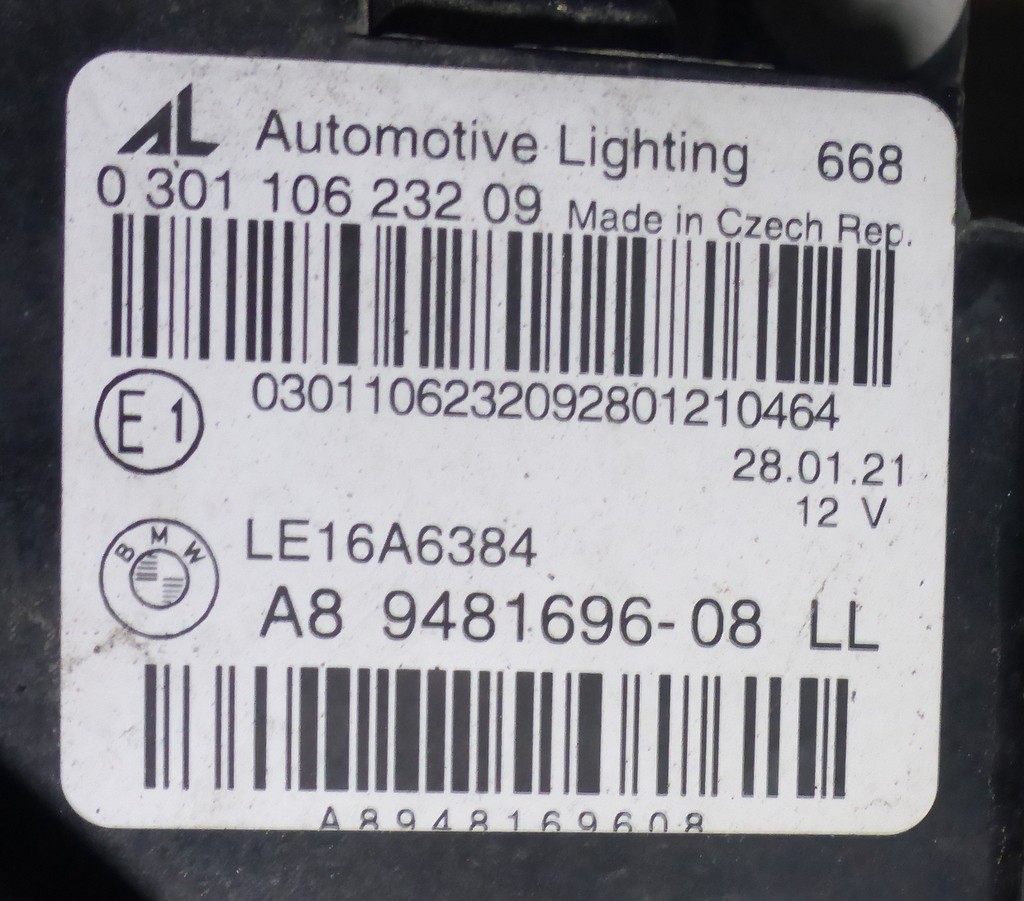 AL Automotive Lighting 668
0 301 106 232 09 Made in Czech Rep.
0301106232092801210464
E1
28.01.21
12 V
BMW
LE16A6384
A8 9481696-08 LL
A8948169608